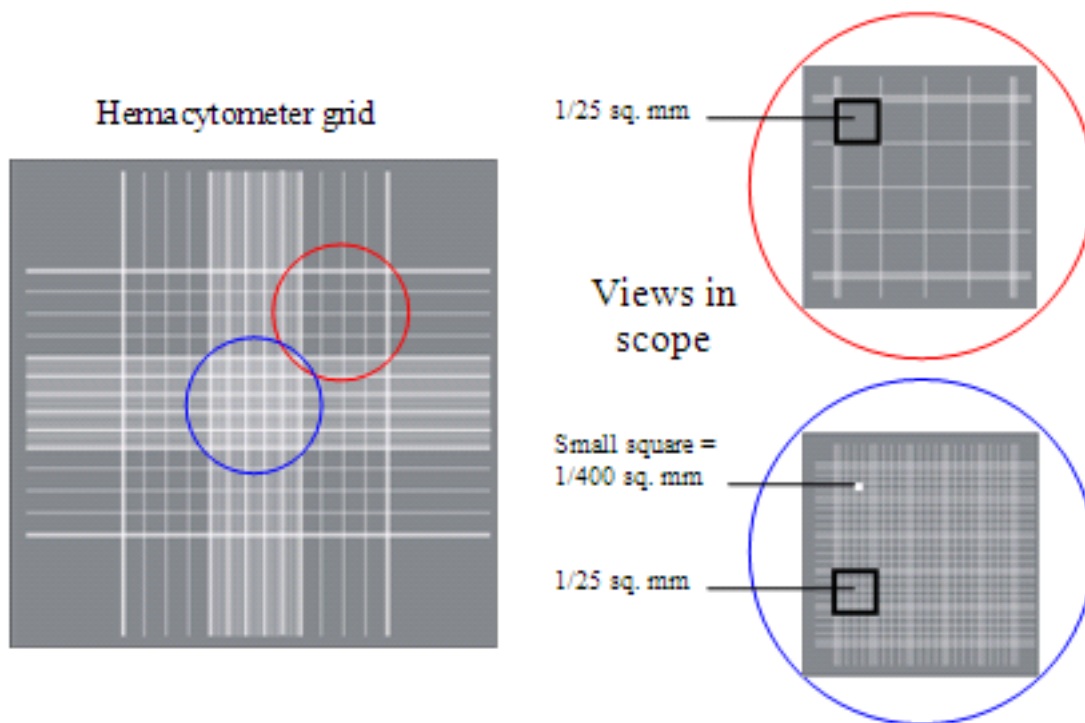 Hemacytometer grid
1/25 sq. mm
Views in
scope
Small square =
1/400 sq. mm
1/25 sq. mm